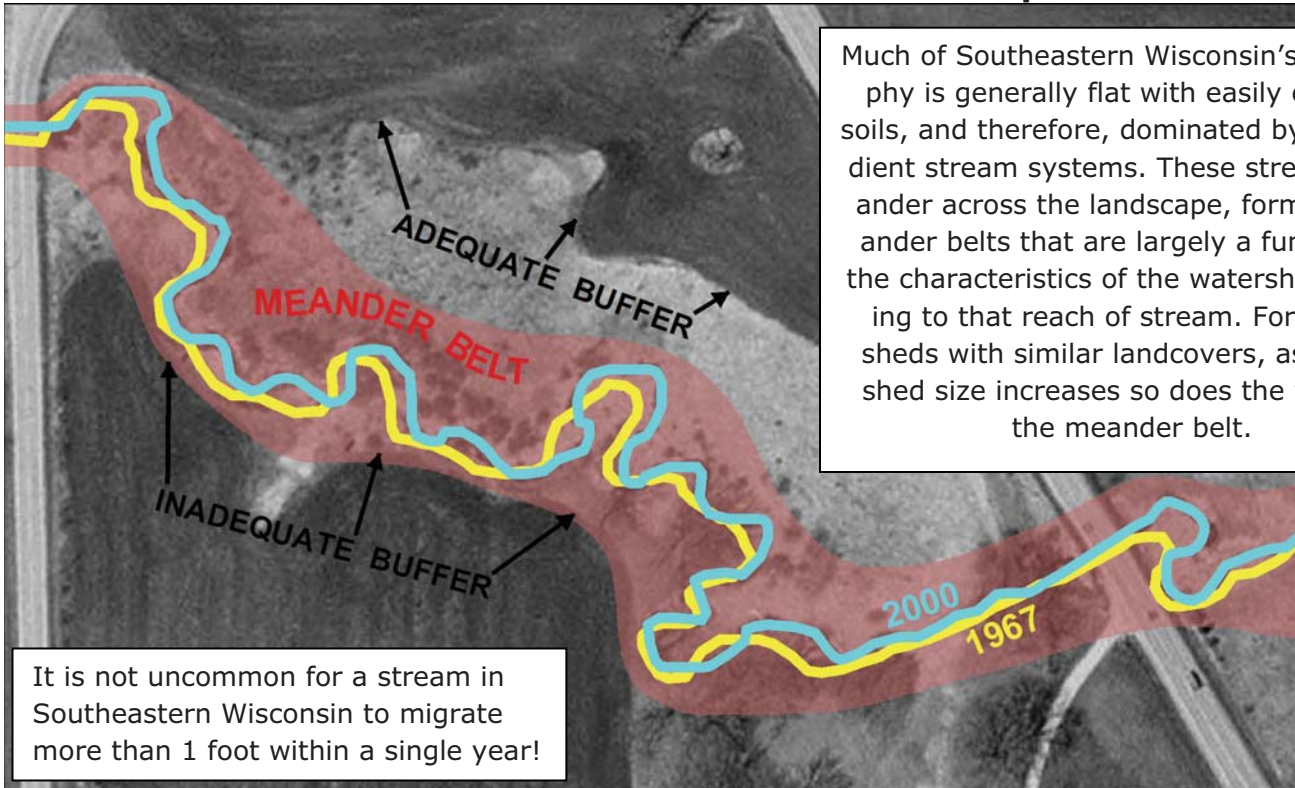 Much of Southeastern Wisconsin’s
phy is generally flat with easily
soils, and therefore, dominated by
dient stream systems. These stre
ander across the landscape, form
ander belts that are largely a
the characteristics of the watersh
ing to that reach of stream. For
sheds with similar landcovers, as
shed size increases so does the
the meander belt.
ADEQUATE BUFFER
MEANDER BELT
INADEQUATE BUFFER
2000
1967
It is not uncommon for a stream in
Southeastern Wisconsin to migrate
more than 1 foot within a single year!